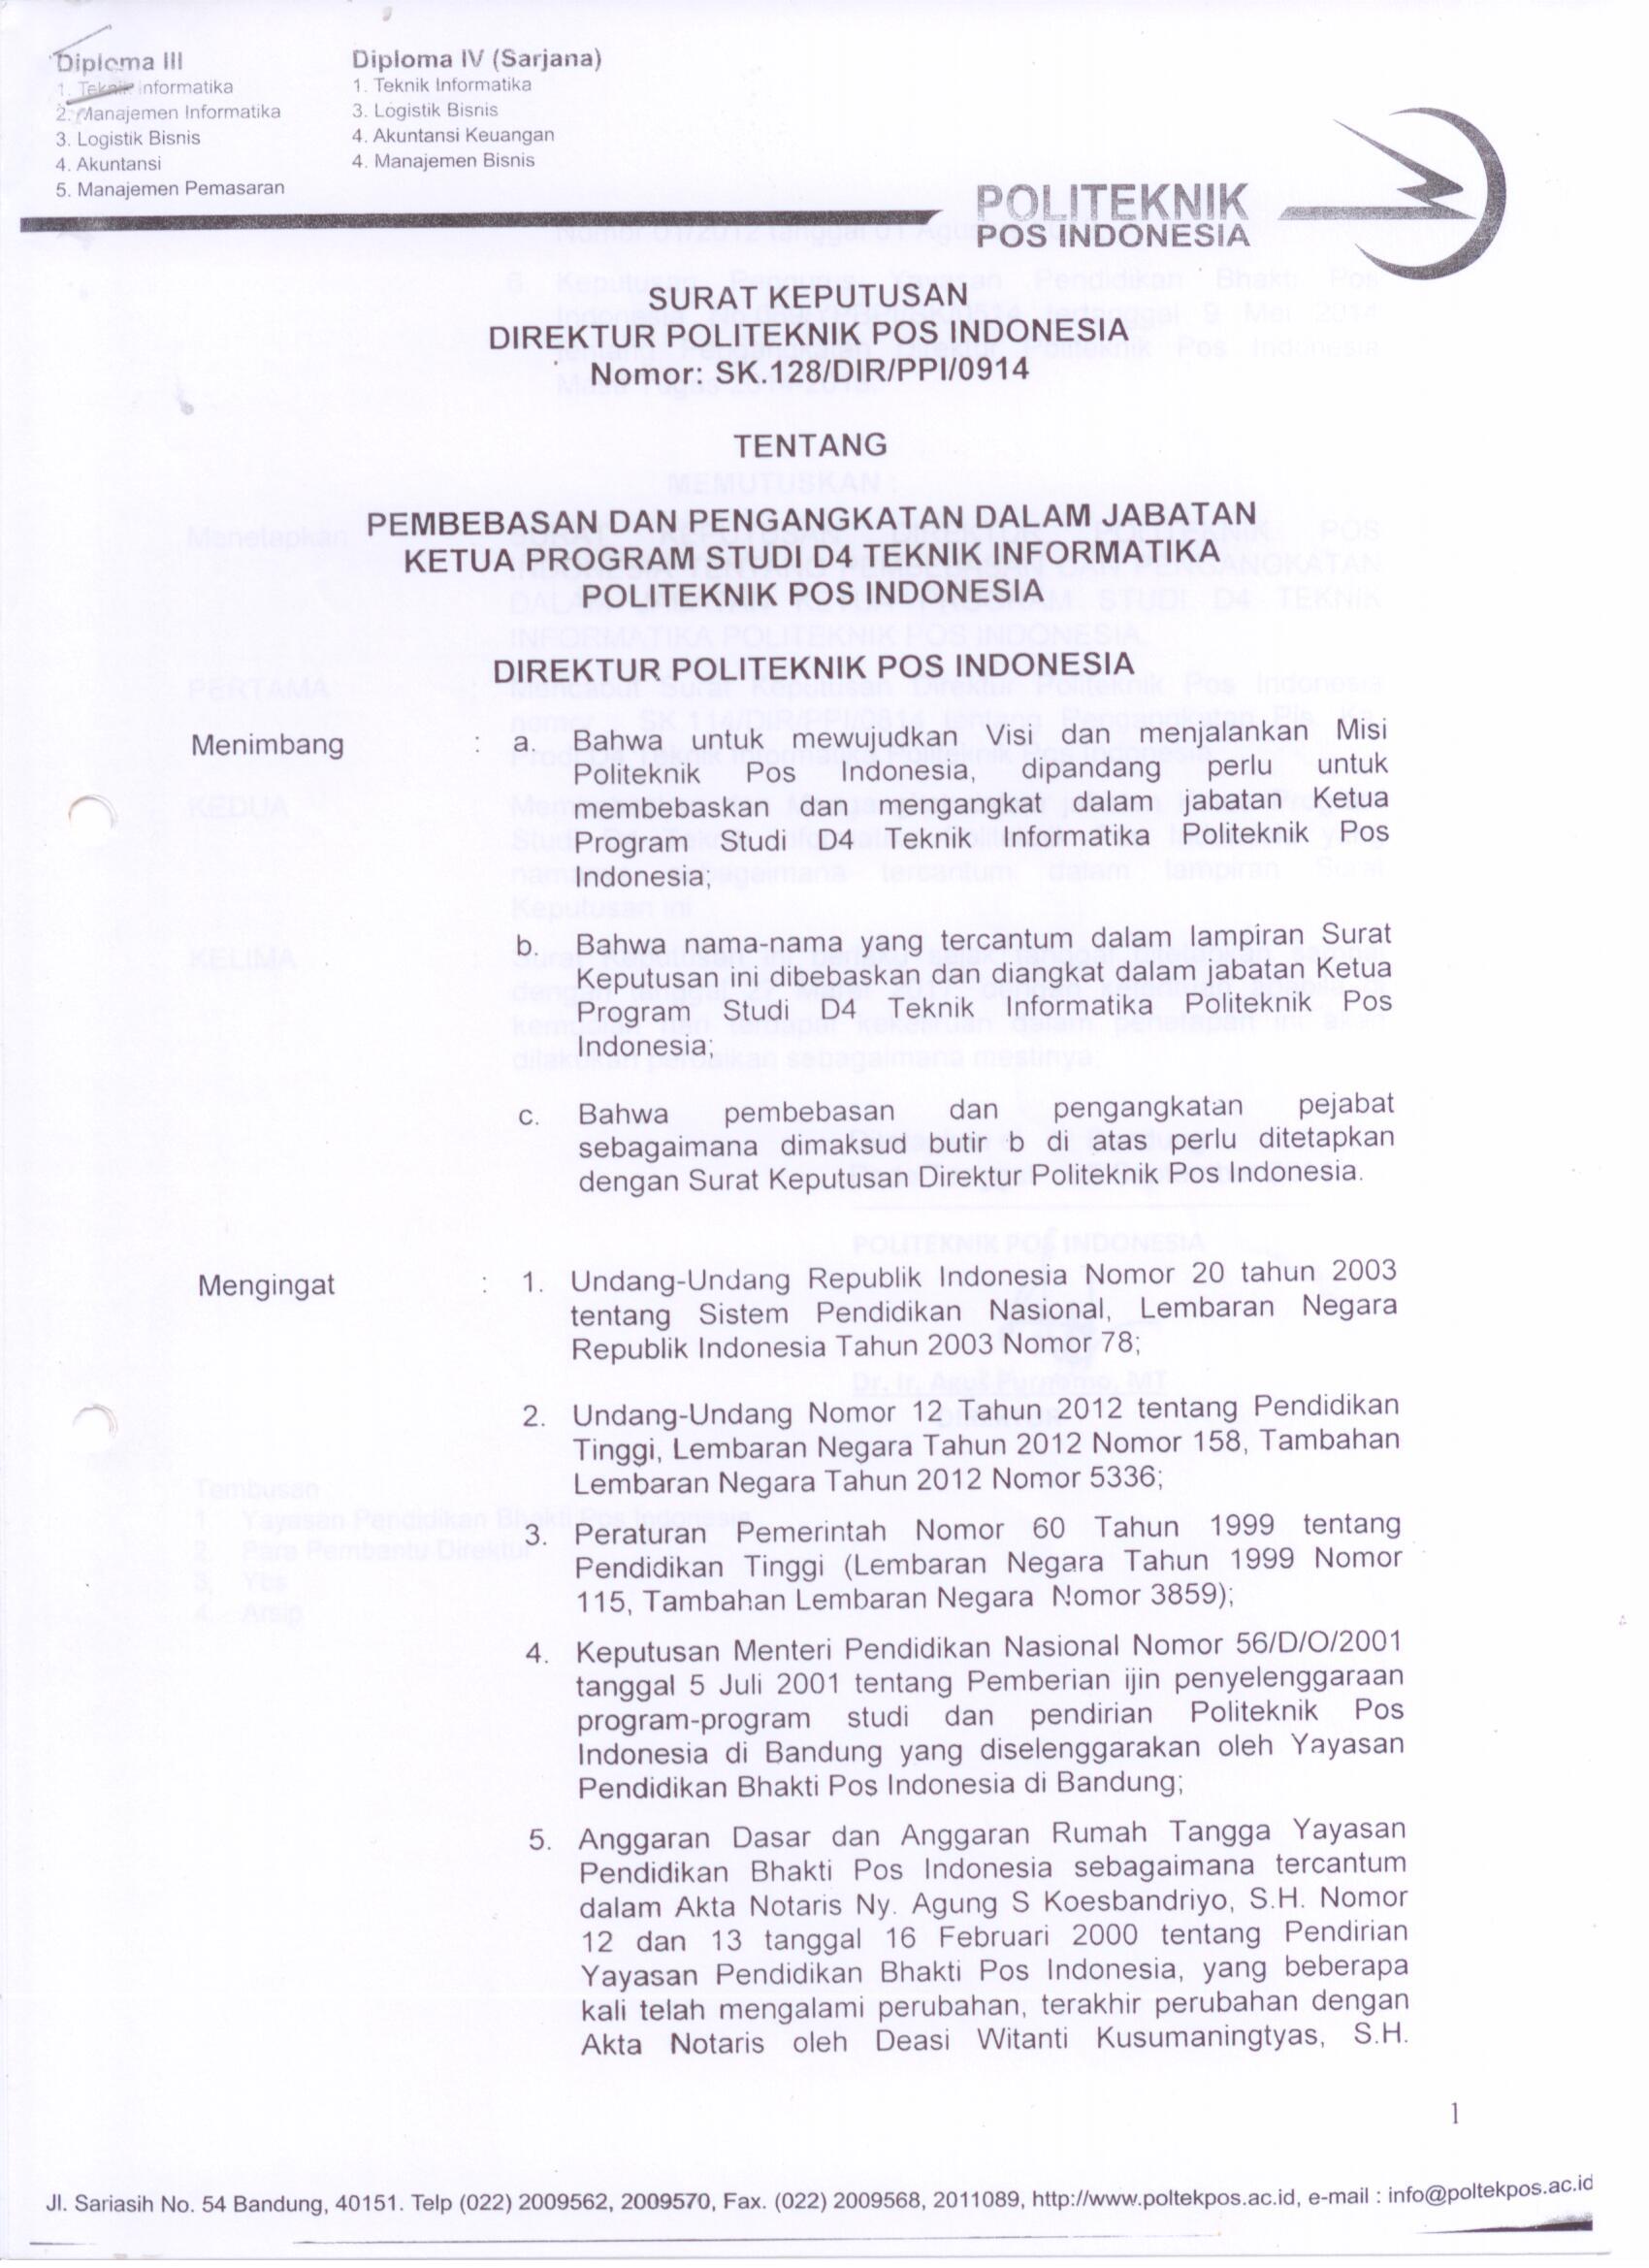 Diploma III
1. Teknik Informatika
2. Manajemen Informatika
3. Logistik Bisnis
4. Akuntansi
5. Manajemen Pemasaran
Diploma IV (Sarjana)
1. Teknik Informatika
3. Logistik Bisnis
4. Akuntansi Keuangan
4. Manajemen Bisnis
POLITEKNIK
POS INDONESIA
SURAT KEPUTUSAN
DIREKTUR POLITEKNIK POS INDONESIA
Nomor: SK.128/DIR/PPI/0914
TENTANG
PEMBEBASAN DAN PENGANGKATAN DALAM JABATAN
KETUA PROGRAM STUDI D4 TEKNIK INFORMATIKA
POLITEKNIK POS INDONESIA
DIREKTUR POLITEKNIK POS INDONESIA
Menimbang : a. Bahwa untuk mewujudkan Visi dan menjalankan Misi
Politeknik Pos Indonesia, dipandang perlu untuk
membebaskan dan mengangkat dalam jabatan Ketua
Program Studi D4 Teknik Informatika Politeknik Pos
Indonesia;
b. Bahwa nama-nama yang tercantum dalam lampiran Surat
Keputusan ini dibebaskan dan diangkat dalam jabatan Ketua
Program Studi D4 Teknik Informatika Politeknik Pos
Indonesia;
c. Bahwa pembebasan dan pengangkatan pejabat
sebagaimana dimaksud butir b di atas perlu ditetapkan
dengan Surat Keputusan Direktur Politeknik Pos Indonesia.
Mengingat : 1. Undang-Undang Republik Indonesia Nomor 20 tahun 2003
tentang Sistem Pendidikan Nasional, Lembaran Negara
Republik Indonesia Tahun 2003 Nomor 78;
2. Undang-Undang Nomor 12 Tahun 2012 tentang Pendidikan
Tinggi, Lembaran Negara Tahun 2012 Nomor 158, Tambahan
Lembaran Negara Tahun 2012 Nomor 5336;
3. Peraturan Pemerintah Nomor 60 Tahun 1999 tentang
Pendidikan Tinggi (Lembaran Negara Tahun 1999 Nomor
115, Tambahan Lembaran Negara Nomor 3859);
4. Keputusan Menteri Pendidikan Nasional Nomor 56/D/O/2001
tanggal 5 Juli 2001 tentang Pemberian ijin penyelenggaraan
program-program studi dan pendirian Politeknik Pos
Indonesia di Bandung yang diselenggarakan oleh Yayasan
Pendidikan Bhakti Pos Indonesia di Bandung;
5. Anggaran Dasar dan Anggaran Rumah Tangga Yayasan
Pendidikan Bhakti Pos Indonesia sebagaimana tercantum
dalam Akta Notaris Ny. Agung S Koesbandriyo, S.H. Nomor
12 dan 13 tanggal 16 Februari 2000 tentang Pendirian
Yayasan Pendidikan Bhakti Pos Indonesia, yang beberapa
kali telah mengalami perubahan, terakhir perubahan dengan
Akta Notaris oleh Deasi Witanti Kusumaningtyas, S.H.
1
Jl. Sariasih No. 54 Bandung, 40151. Telp (022) 2009562, 2009570, Fax. (022) 2009568, 2011089, http://www.poltekpos.ac.id, e-mail : info@poltekpos.ac.id